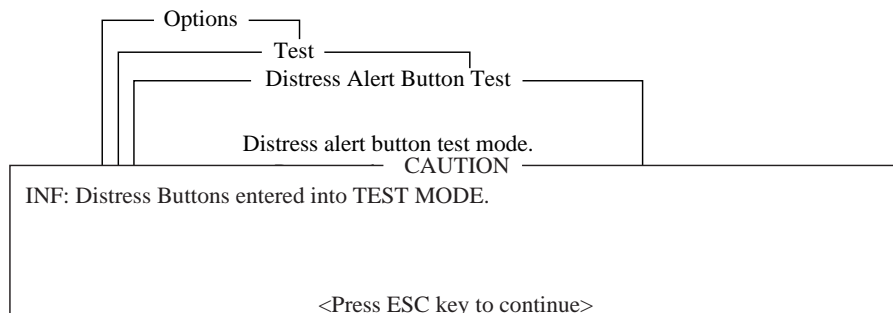 Options
Test
Distress Alert Button Test
Distress alert button test mode.
CAUTION
INF: Distress Buttons entered into TEST MODE.
<Press ESC key to continue>